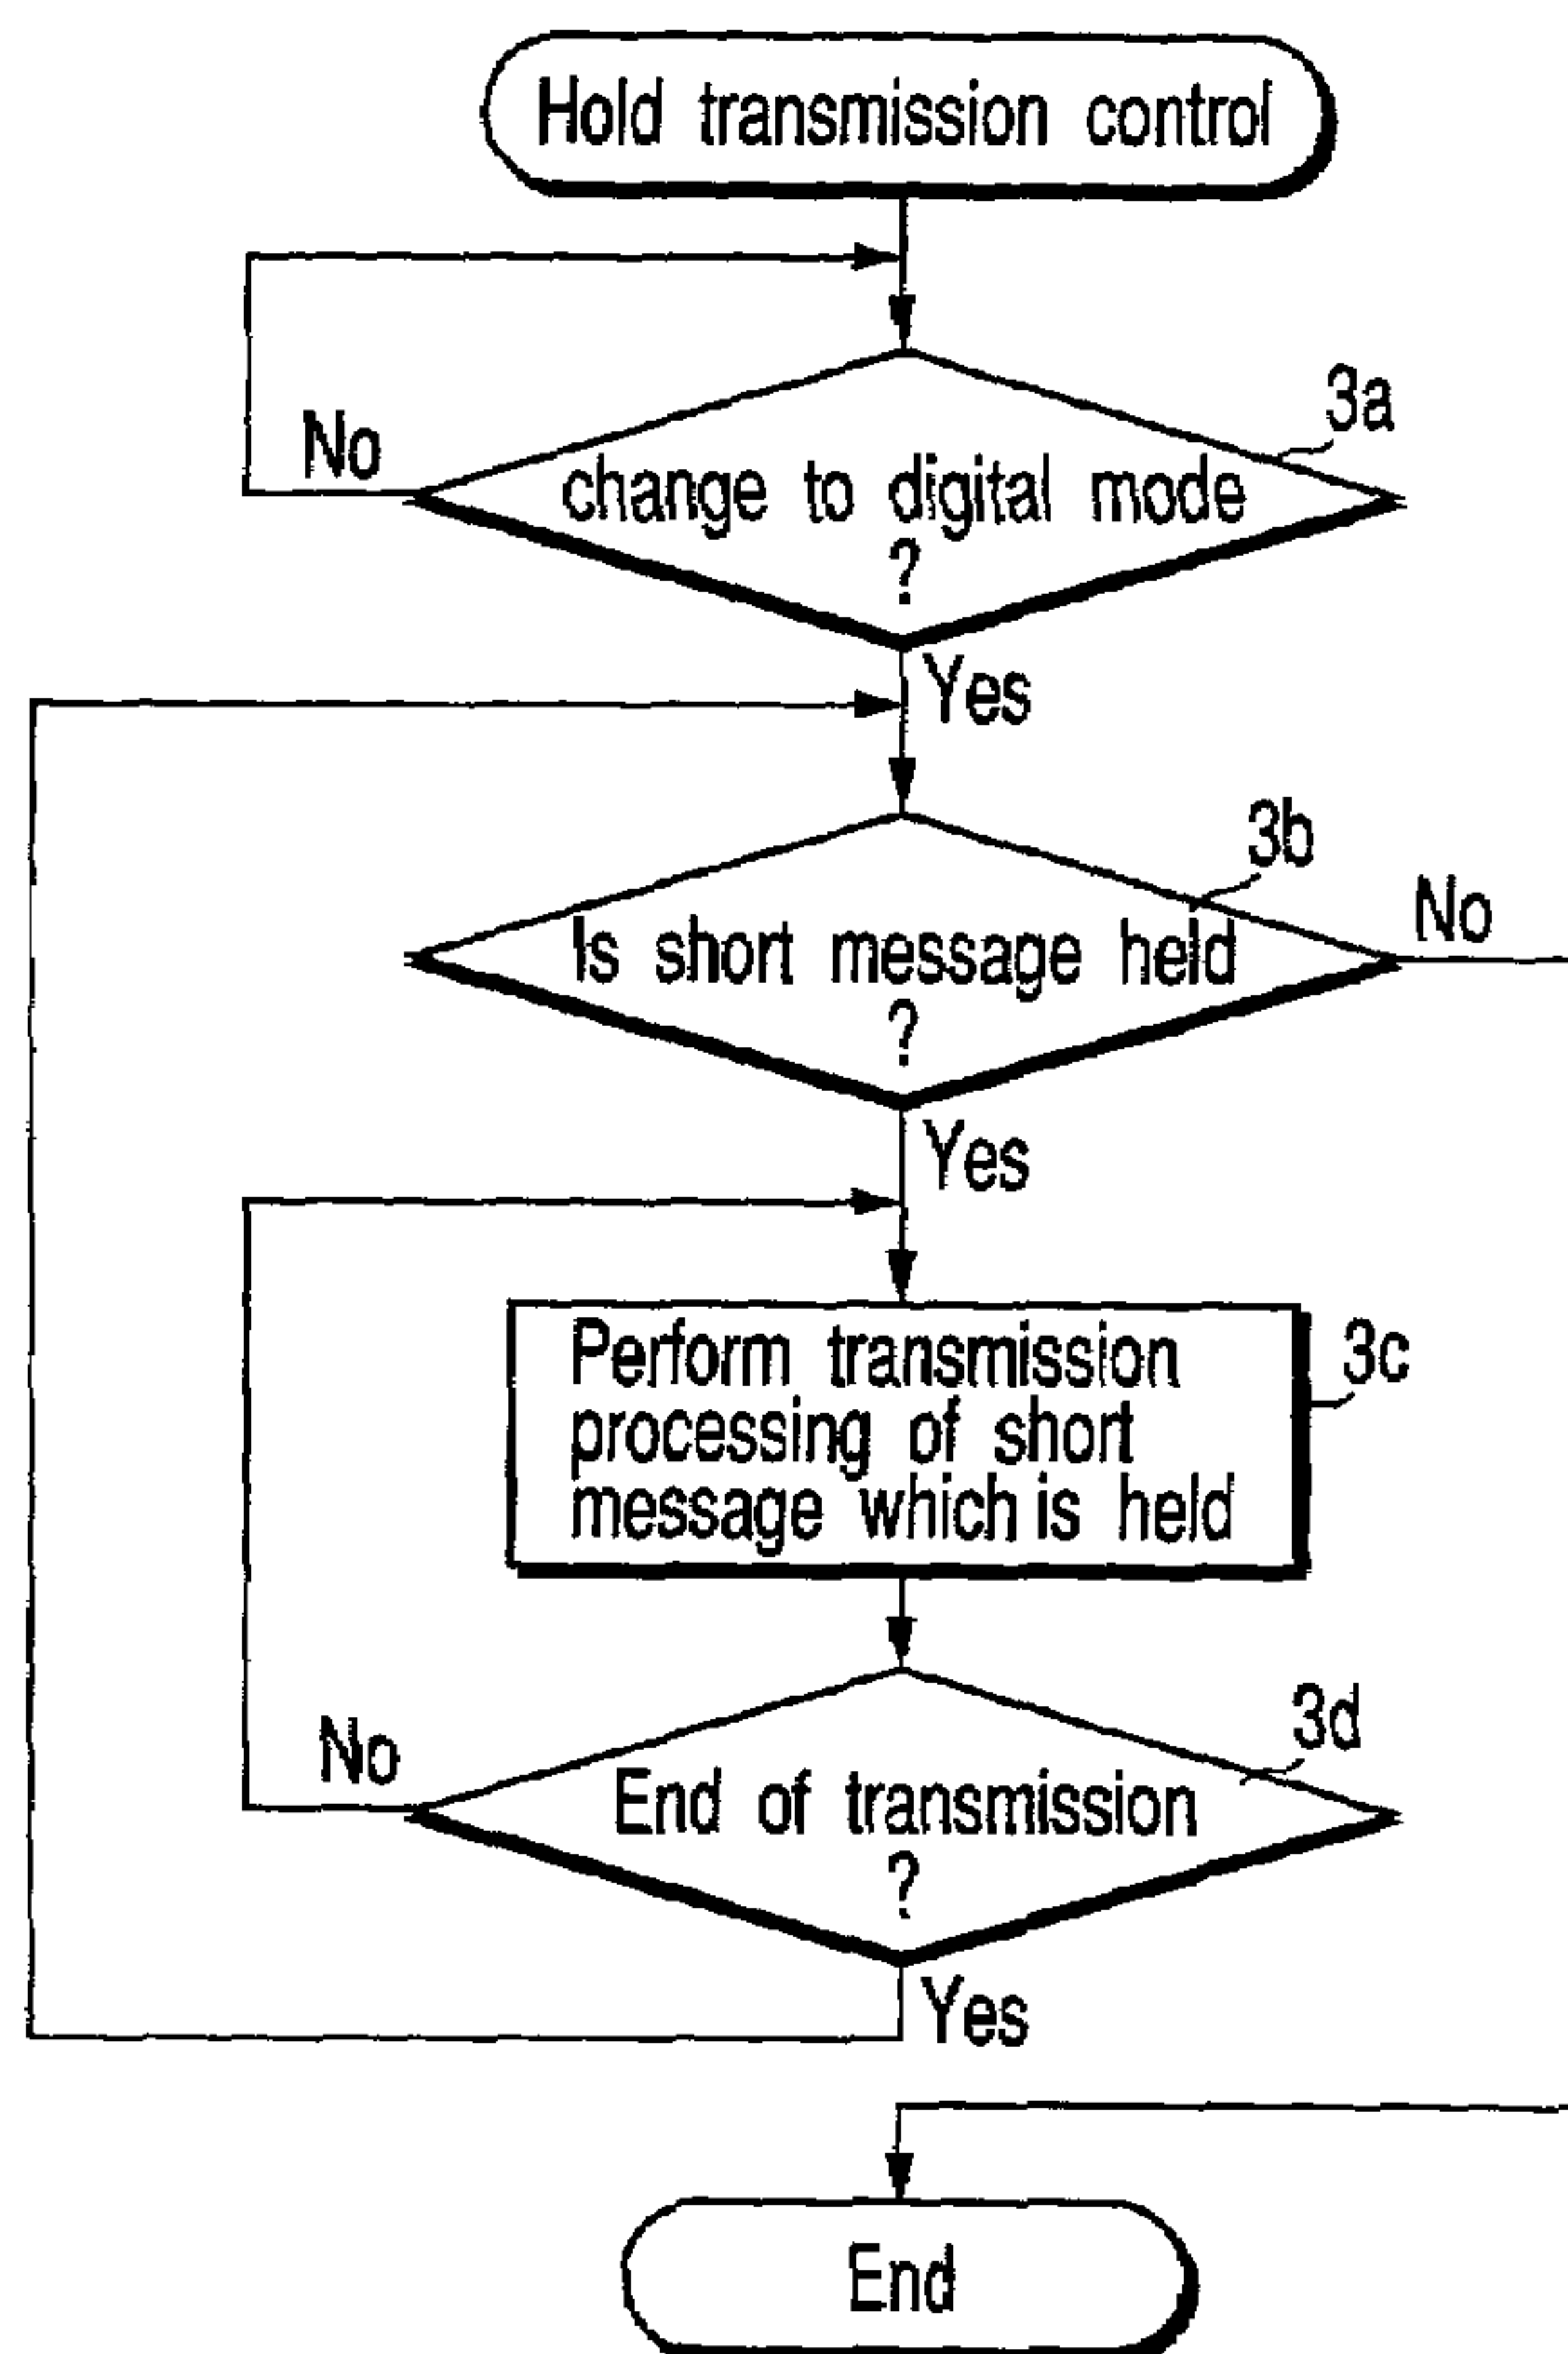 Hold transmission control
3a
No
change to digital mode
?
Yes
3b
No
Is short message held
?
Yes
Perform transmission
processing of short
message which is held
3c
3d
No
End of transmission
?
Yes
End